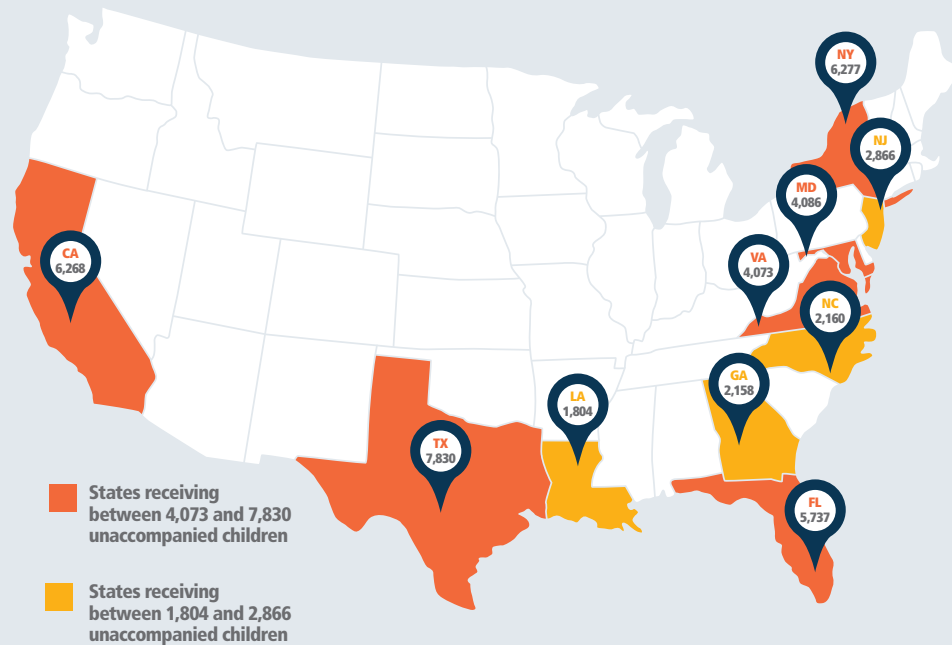 NY
6,277
NJ
2,866
MD
4,086
VA
4,073
CA
6,268
NC
2,160
GA
2,158
LA
1,804
TX
7,830
FL
5,737
States receiving
between 4,073 and 7,830
unaccompanied children
States receiving
between 1,804 and 2,866
unaccompanied children